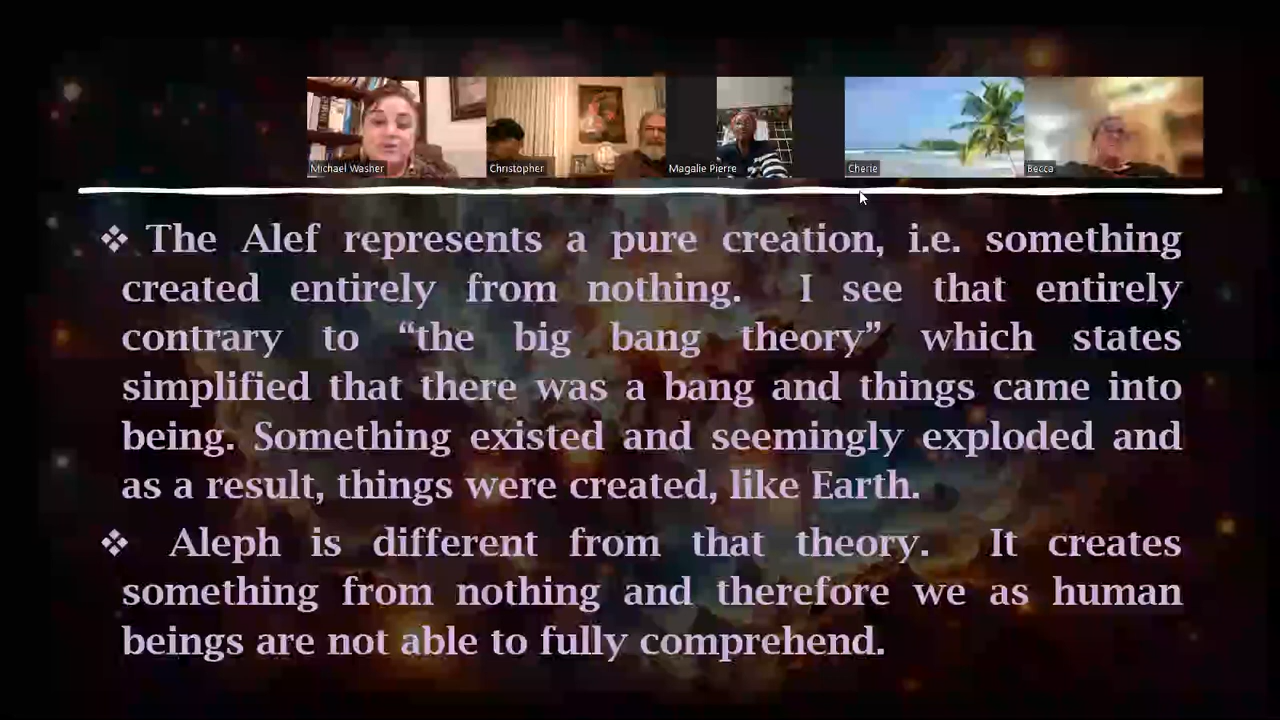 Michael Washer
Christopher
Magalie Pierre
Cherie
Becca
❖ The Alef represents a pure creation, i.e. something
created entirely from nothing. I see that entirely
contrary to “the big bang theory” which states
simplified that there was a bang and things came into
being. Something existed and seemingly exploded and
as a result, things were created, like Earth.
❖ Aleph is different from that theory. It creates
something from nothing and therefore we as human
beings are not able to fully comprehend.